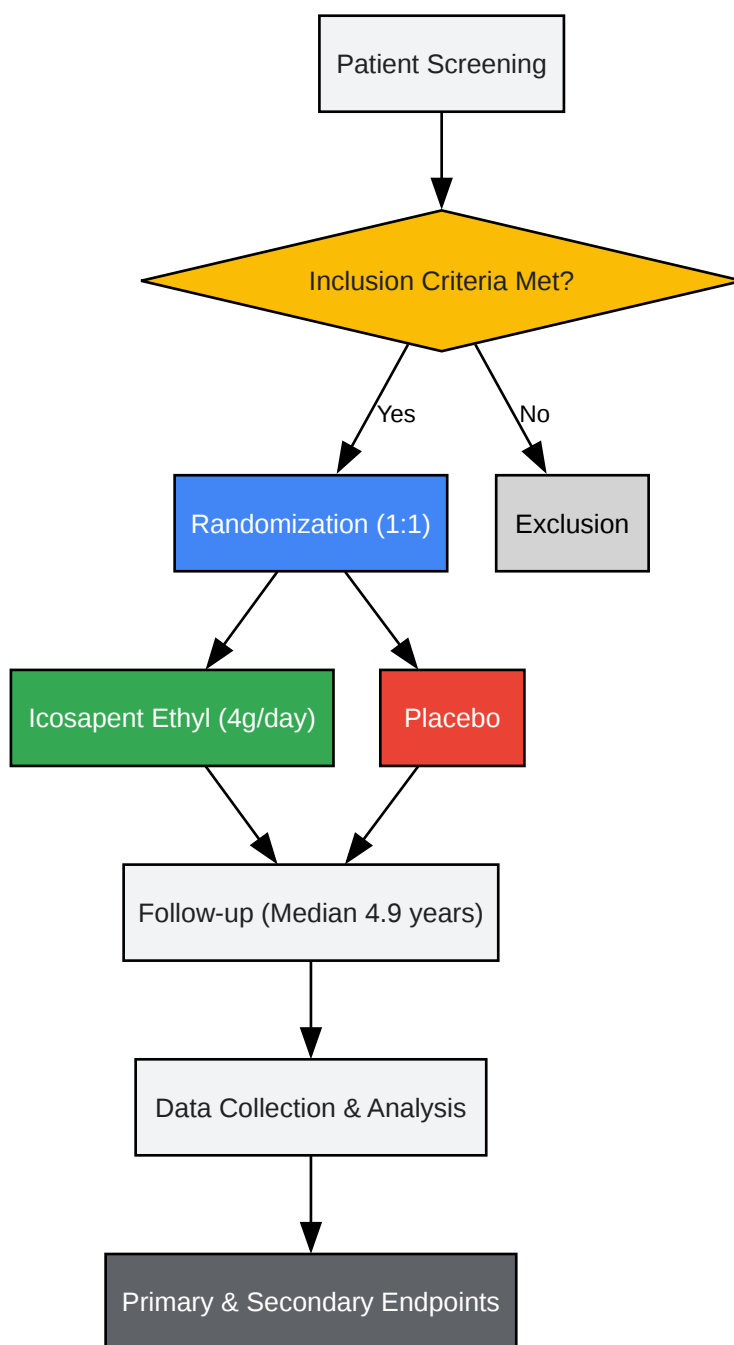 Patient Screening
Inclusion Criteria Met?
Yes
No
Randomization (1:1)
Exclusion
Icosapent Ethyl (4g/day)
Placebo
Follow-up (Median 4.9 years)
Data Collection & Analysis
Primary & Secondary Endpoints